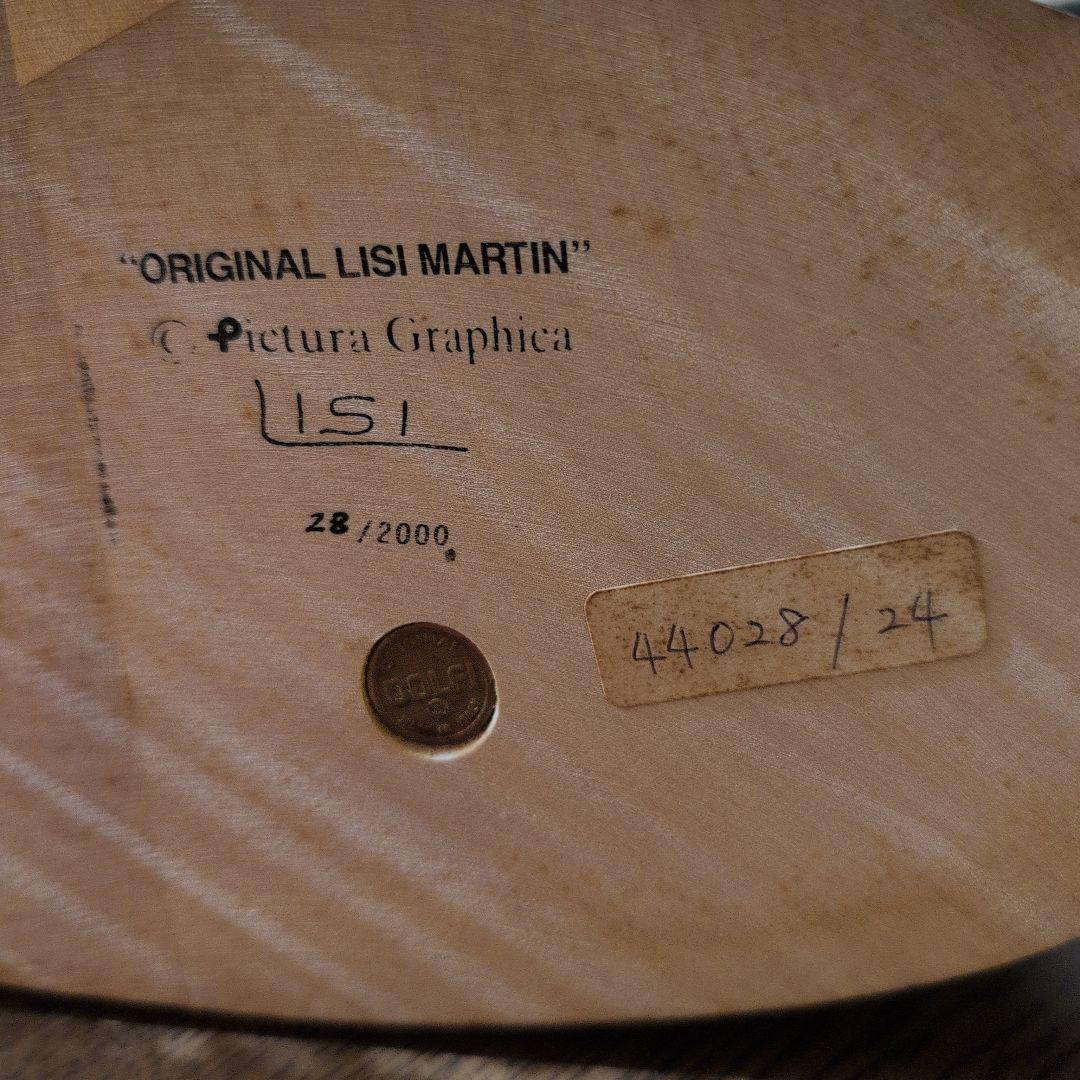 “ORIGINAL LISI MARTIN”
© Pictura Graphica
LISI
28/2000
44028/24
DOLFI